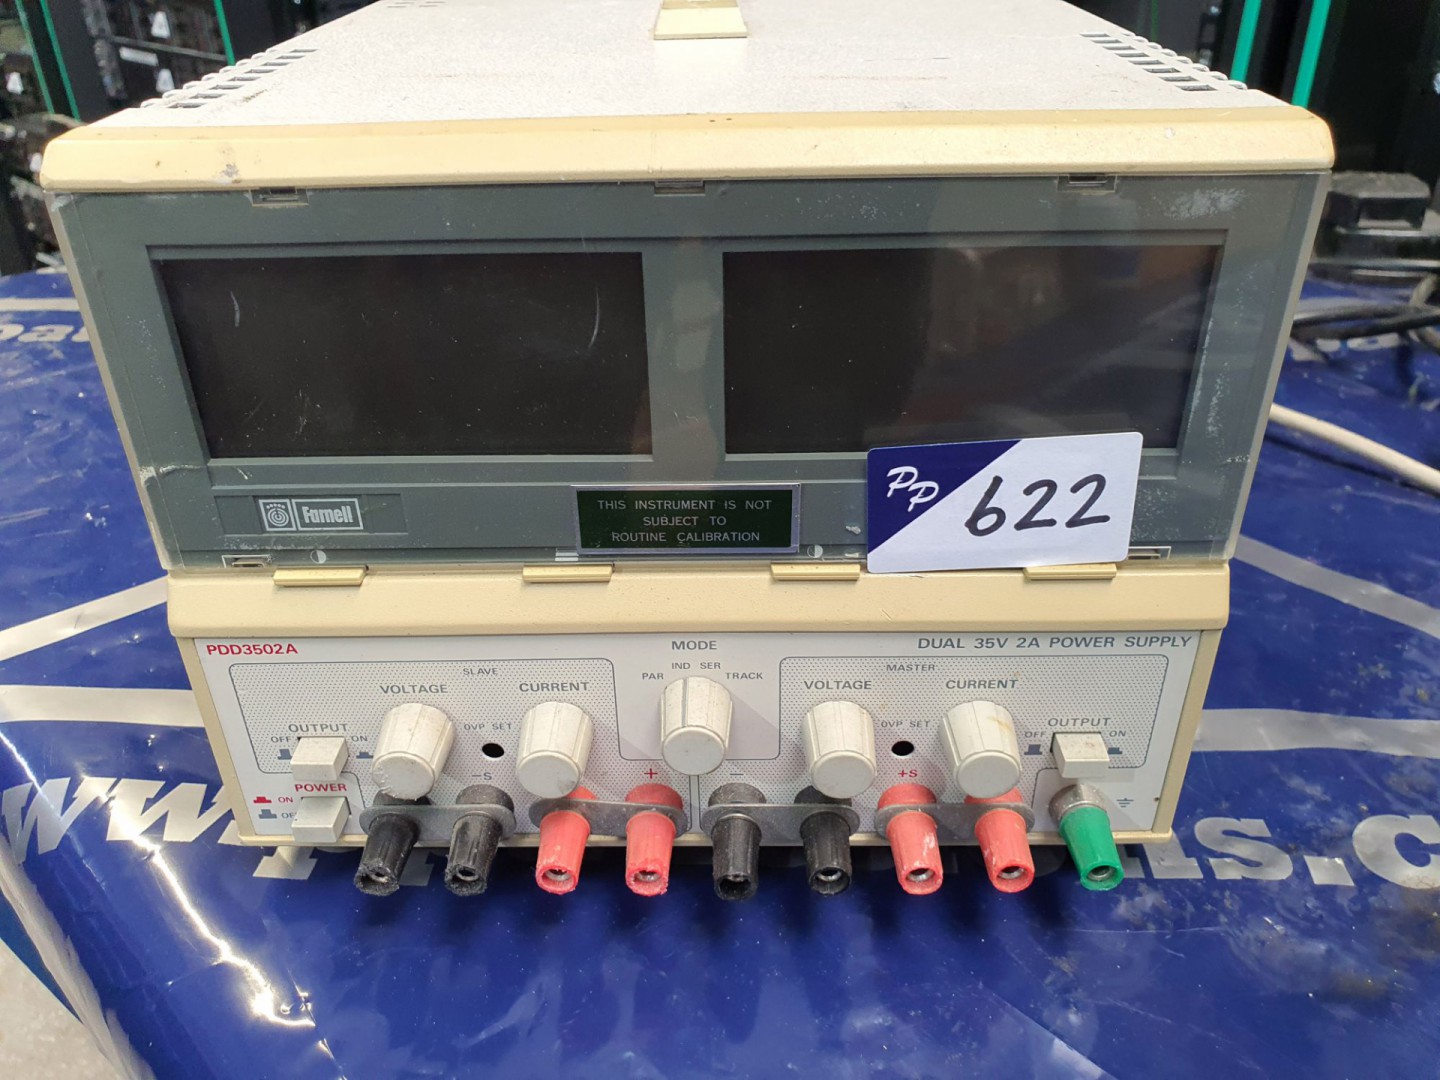 Farnell
THIS INSTRUMENT IS NOT
SUBJECT TO
ROUTINE CALIBRATION
PP 622
PDD3502A
MODE
DUAL 35V 2A POWER SUPPLY
SLAVE
IND SER
MASTER
PAR
TRACK
VOLTAGE
CURRENT
VOLTAGE
CURRENT
OUTPUT
OVP SET
OVP SET
OUTPUT
OFF
ON
OFF
ON
-S
+
-
+S
POWER
ON
www.
ls.c